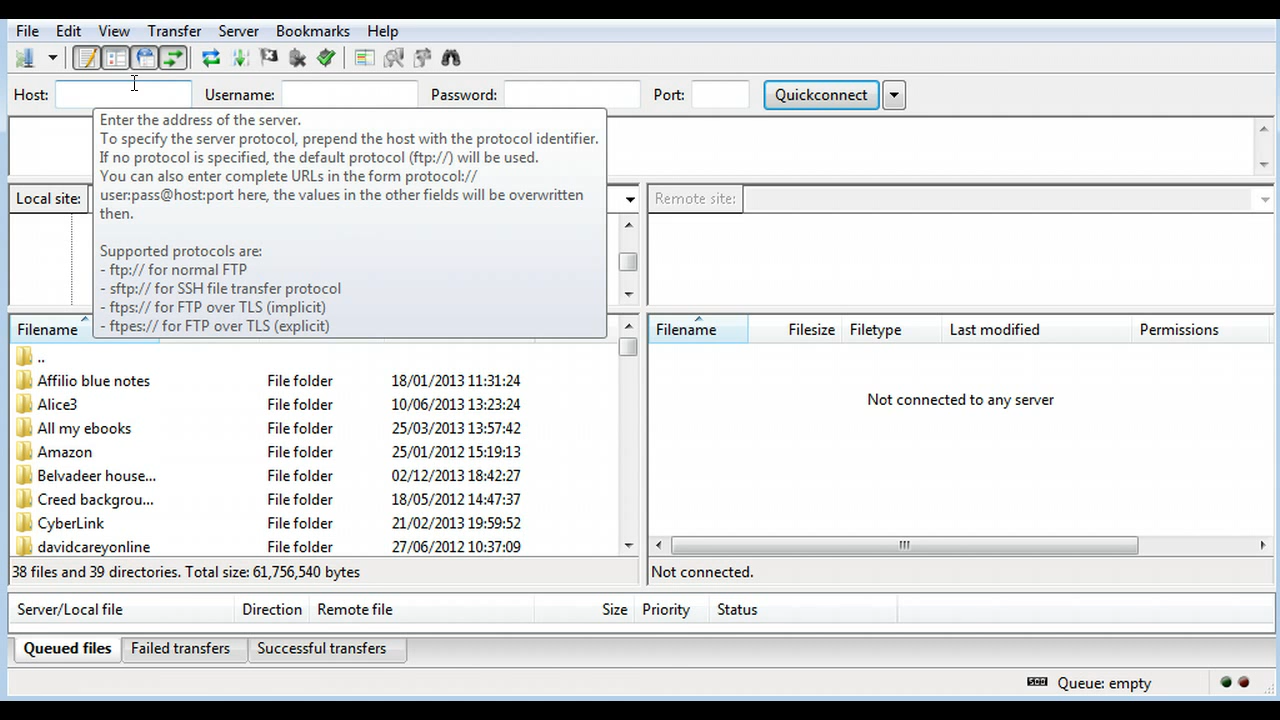 File Edit View Transfer Server Bookmarks Help
Host: Username: Password: Port: Quickconnect
Enter the address of the server.
To specify the server protocol, prepend the host with the protocol identifier.
If no protocol is specified, the default protocol (ftp://) will be used.
You can also enter complete URLs in the form protocol://
user:pass@host:port here, the values in the other fields will be overwritten
then.
Supported protocols are:
- ftp:// for normal FTP
- sftp:// for SSH file transfer protocol
- ftps:// for FTP over TLS (implicit)
- ftpes:// for FTP over TLS (explicit)
Local site:
Remote site:
Filename
..
Affilio blue notes File folder 18/01/2013 11:31:24
Alice3 File folder 10/06/2013 13:23:24
All my ebooks File folder 25/03/2013 13:57:42
Amazon File folder 25/01/2012 15:19:13
Belvadeer house... File folder 02/12/2013 18:42:27
Creed backgrou... File folder 18/05/2012 14:47:37
CyberLink File folder 21/02/2013 19:59:52
davidcareyonline File folder 27/06/2012 10:37:09
38 files and 39 directories. Total size: 61,756,540 bytes
Filename Filesize Filetype Last modified Permissions
Not connected to any server
Not connected.
Server/Local file Direction Remote file Size Priority Status
Queued files Failed transfers Successful transfers
Queue: empty